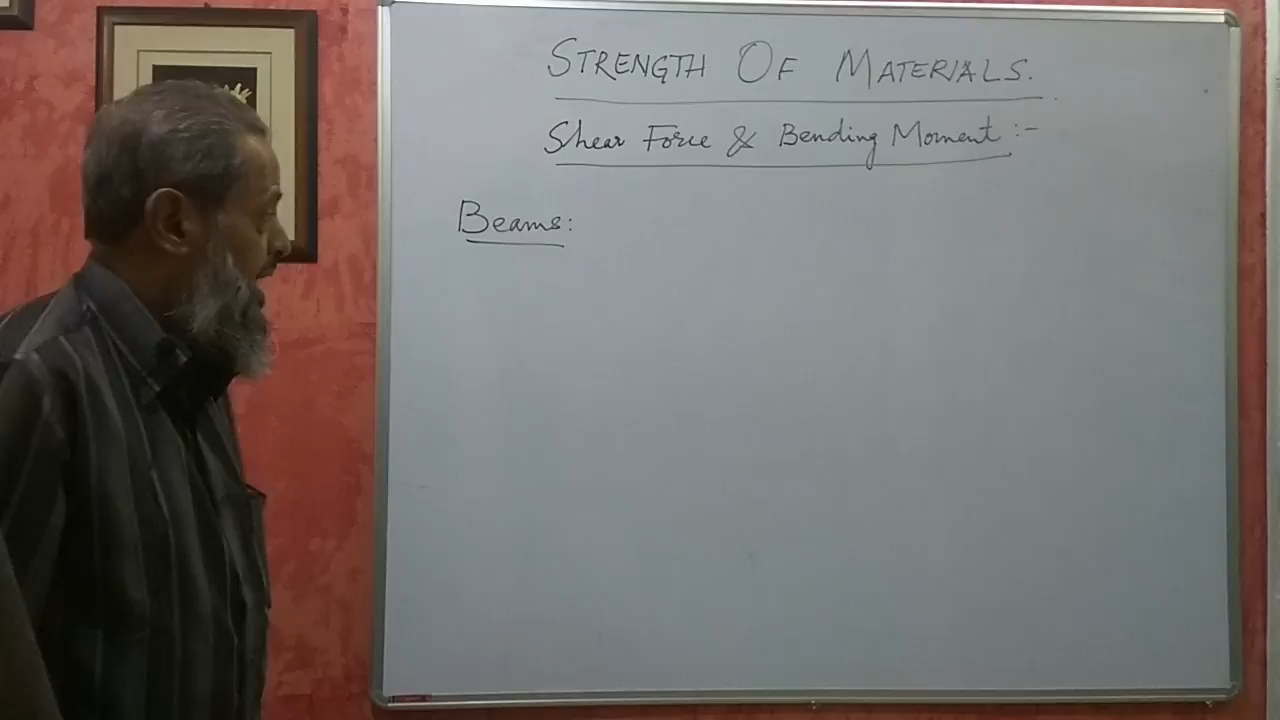 STRENGTH OF MATERIALS.
Shear Force & Bending Moment :-
Beams: